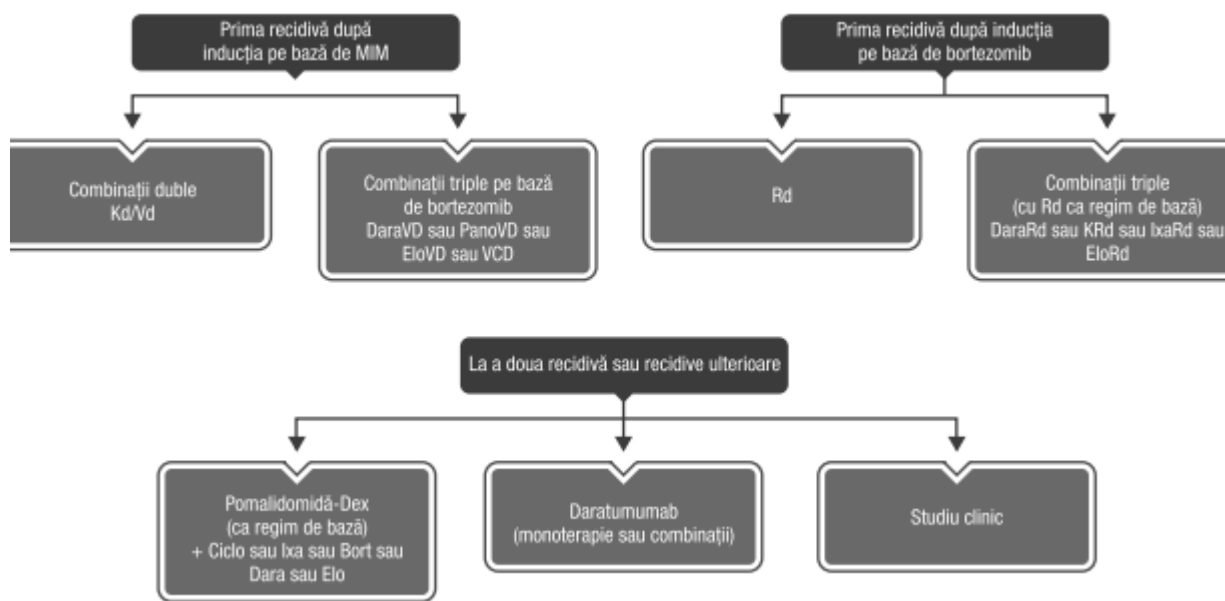 Prima recidivă după
inducția pe bază de MIM
Prima recidivă după inducția
pe bază de bortezomib
Combinații duble
Kd/Vd
Combinații triple pe bază
de bortezomib
DaraVD sau PanoVD sau
EloVD sau VCD
Rd
Combinații triple
(cu Rd ca regim de bază)
DaraRd sau KRd sau IxaRd sau
EloRd
La a doua recidivă sau recidive ulterioare
Pomalidomidă-Dex
(ca regim de bază)
+ Ciclo sau Ixa sau Bort sau
Dara sau Elo
Daratumumab
(monoterapie sau combinații)
Studiu clinic